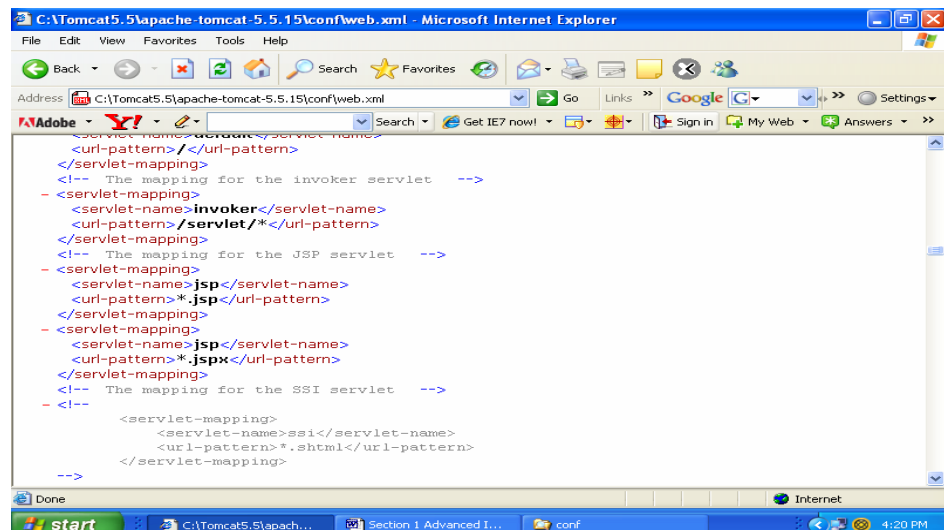 C:\Tomcat5.5\apache-tomcat-5.5.15\conf\web.xml - Microsoft Internet Explorer
File Edit View Favorites Tools Help
Back Search Favorites
Address C:\Tomcat5.5\apache-tomcat-5.5.15\conf\web.xml Go Links » Google G Settings
Adobe Y! Search Get IE7 now! Sign in My Web Answers »
<servlet-name>default</servlet-name>
<url-pattern>/</url-pattern>
</servlet-mapping>
<!-- The mapping for the invoker servlet -->
- <servlet-mapping>
<servlet-name>invoker</servlet-name>
<url-pattern>/servlet/*</url-pattern>
</servlet-mapping>
<!-- The mapping for the JSP servlet -->
- <servlet-mapping>
<servlet-name>jsp</servlet-name>
<url-pattern>*.jsp</url-pattern>
</servlet-mapping>
- <servlet-mapping>
<servlet-name>jsp</servlet-name>
<url-pattern>*.jspx</url-pattern>
</servlet-mapping>
<!-- The mapping for the SSI servlet -->
- <!--
<servlet-mapping>
<servlet-name>ssi</servlet-name>
<url-pattern>*.shtml</url-pattern>
</servlet-mapping>
-->
Done Internet
start C:\Tomcat5.5\apach... Section 1 Advanced I... conf 4:20 PM